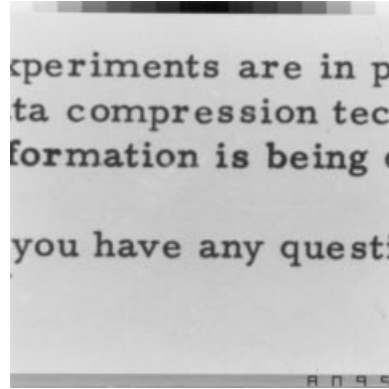 xperiments are in p
ta compression tec
formation is being
you have any questi